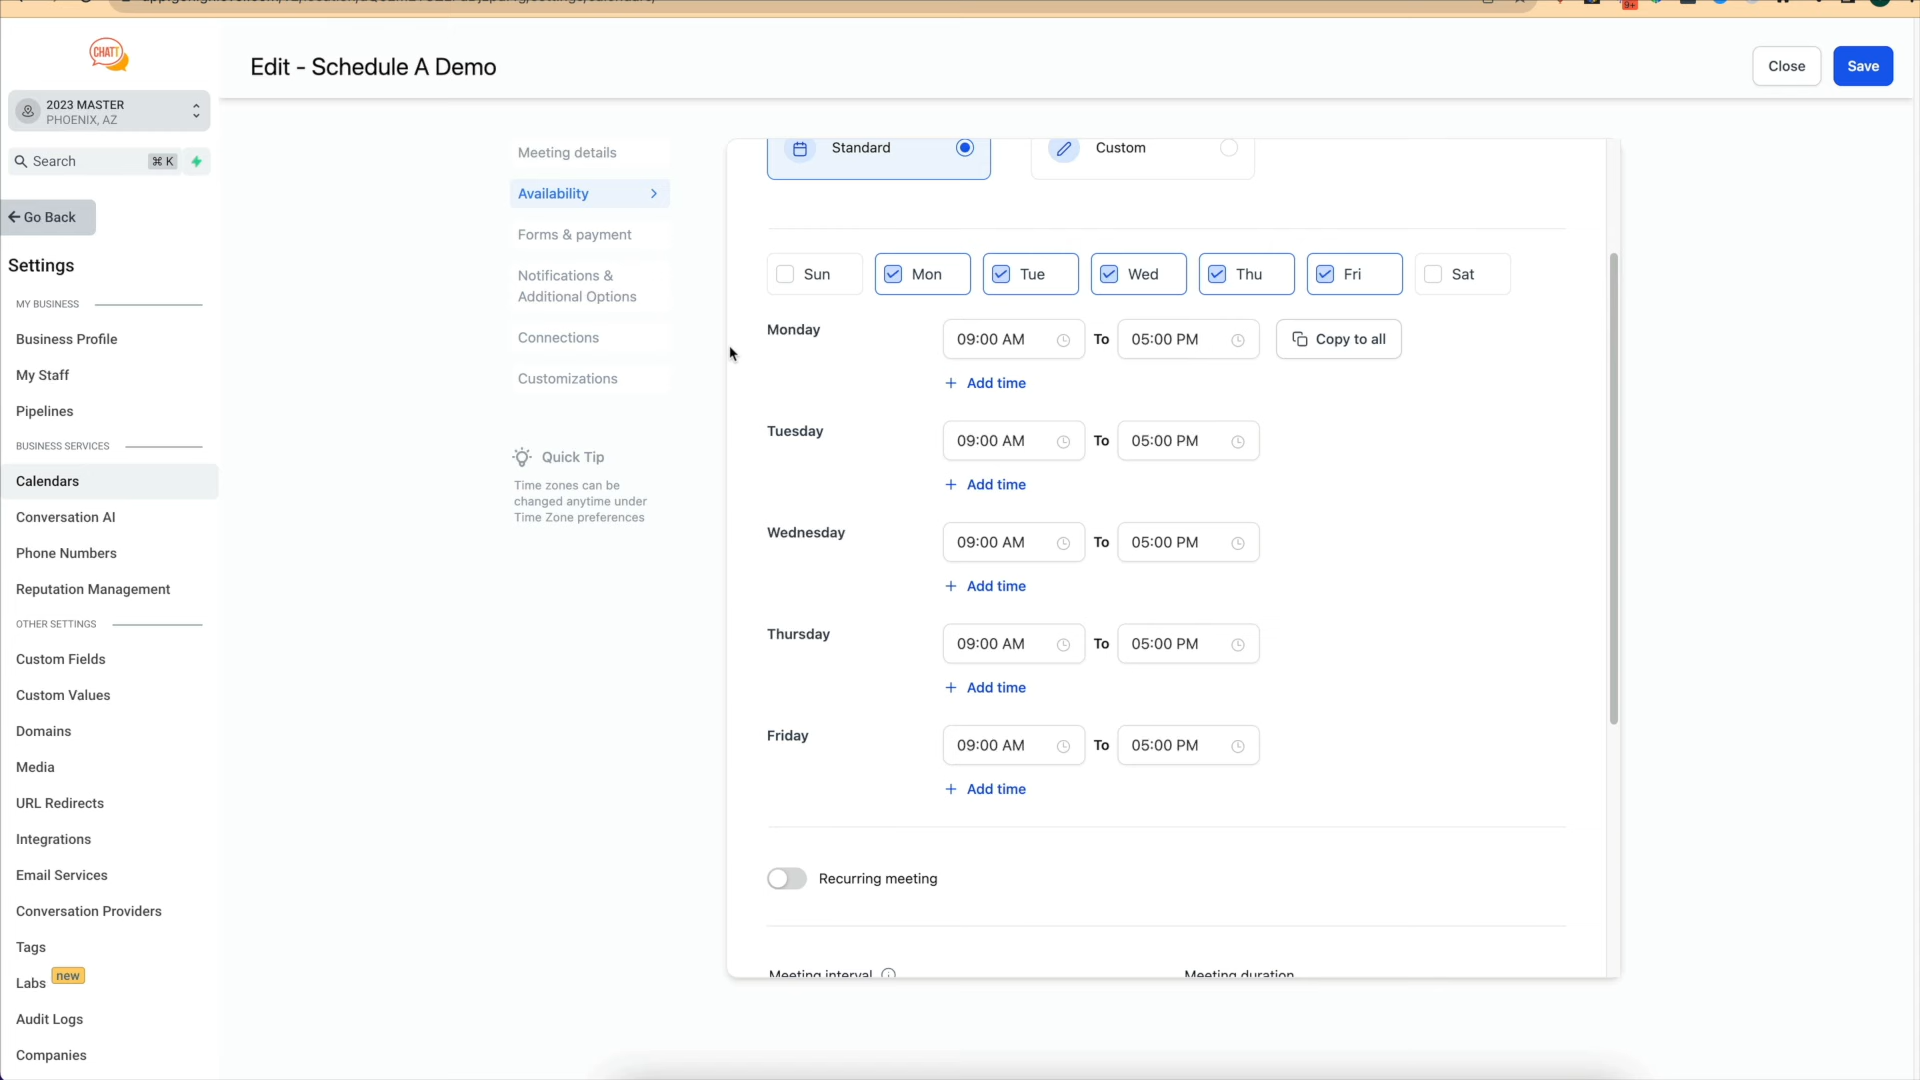 9+
CHATT
2023 MASTER
PHOENIX, AZ
Search ⌘ K
Go Back
Settings
MY BUSINESS
Business Profile
My Staff
Pipelines
BUSINESS SERVICES
Calendars
Conversation AI
Phone Numbers
Reputation Management
OTHER SETTINGS
Custom Fields
Custom Values
Domains
Media
URL Redirects
Integrations
Email Services
Conversation Providers
Tags
Labs new
Audit Logs
Companies
Edit - Schedule A Demo
Close Save
Meeting details
Availability
Forms & payment
Notifications &
Additional Options
Connections
Customizations
Quick Tip
Time zones can be
changed anytime under
Time Zone preferences
Standard Custom
Sun Mon Tue Wed Thu Fri Sat
Monday 09:00 AM To 05:00 PM Copy to all
+ Add time
Tuesday 09:00 AM To 05:00 PM
+ Add time
Wednesday 09:00 AM To 05:00 PM
+ Add time
Thursday 09:00 AM To 05:00 PM
+ Add time
Friday 09:00 AM To 05:00 PM
+ Add time
Recurring meeting
Meeting interval Meeting duration